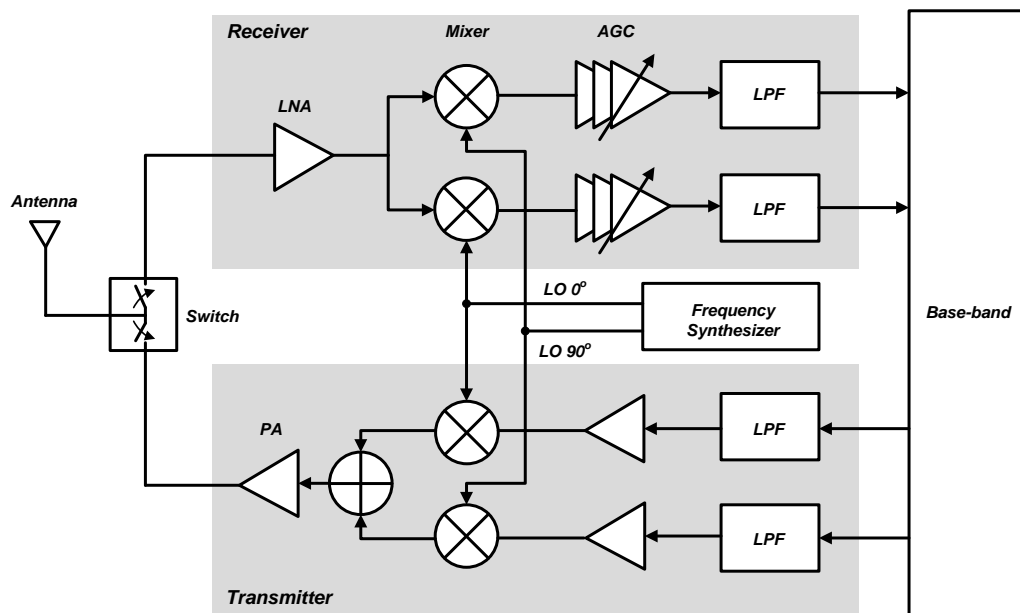 Receiver
Mixer
AGC
LNA
LPF
LPF
Antenna
Switch
LO 0°
LO 90°
Frequency
Synthesizer
Base-band
PA
LPF
LPF
Transmitter